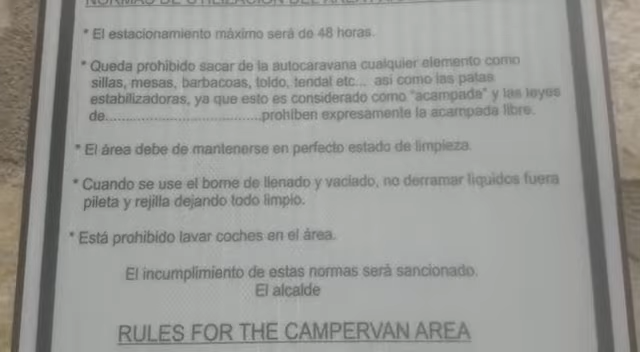 NORMAS DE UTILIZACIÓN DEL
* El estacionamiento máximo será de 48 horas.
* Queda prohibido sacar de la autocaravana cualquier elemento como
sillas, mesas, barbacoas, toldo, tendal etc... así como las patas
estabilizadoras, ya que esto es considerado como "acampada" y las leyes
de.................................prohiben expresamente la acampada libre.
* El área debe de mantenerse en perfecto estado de limpieza.
* Cuando se use el borne de llenado y vaciado, no derramar líquidos fuera
pileta y rejilla dejando todo limpio.
* Está prohibido lavar coches en el área.
El incumplimiento de estas normas será sancionado.
El alcalde
RULES FOR THE CAMPERVAN AREA